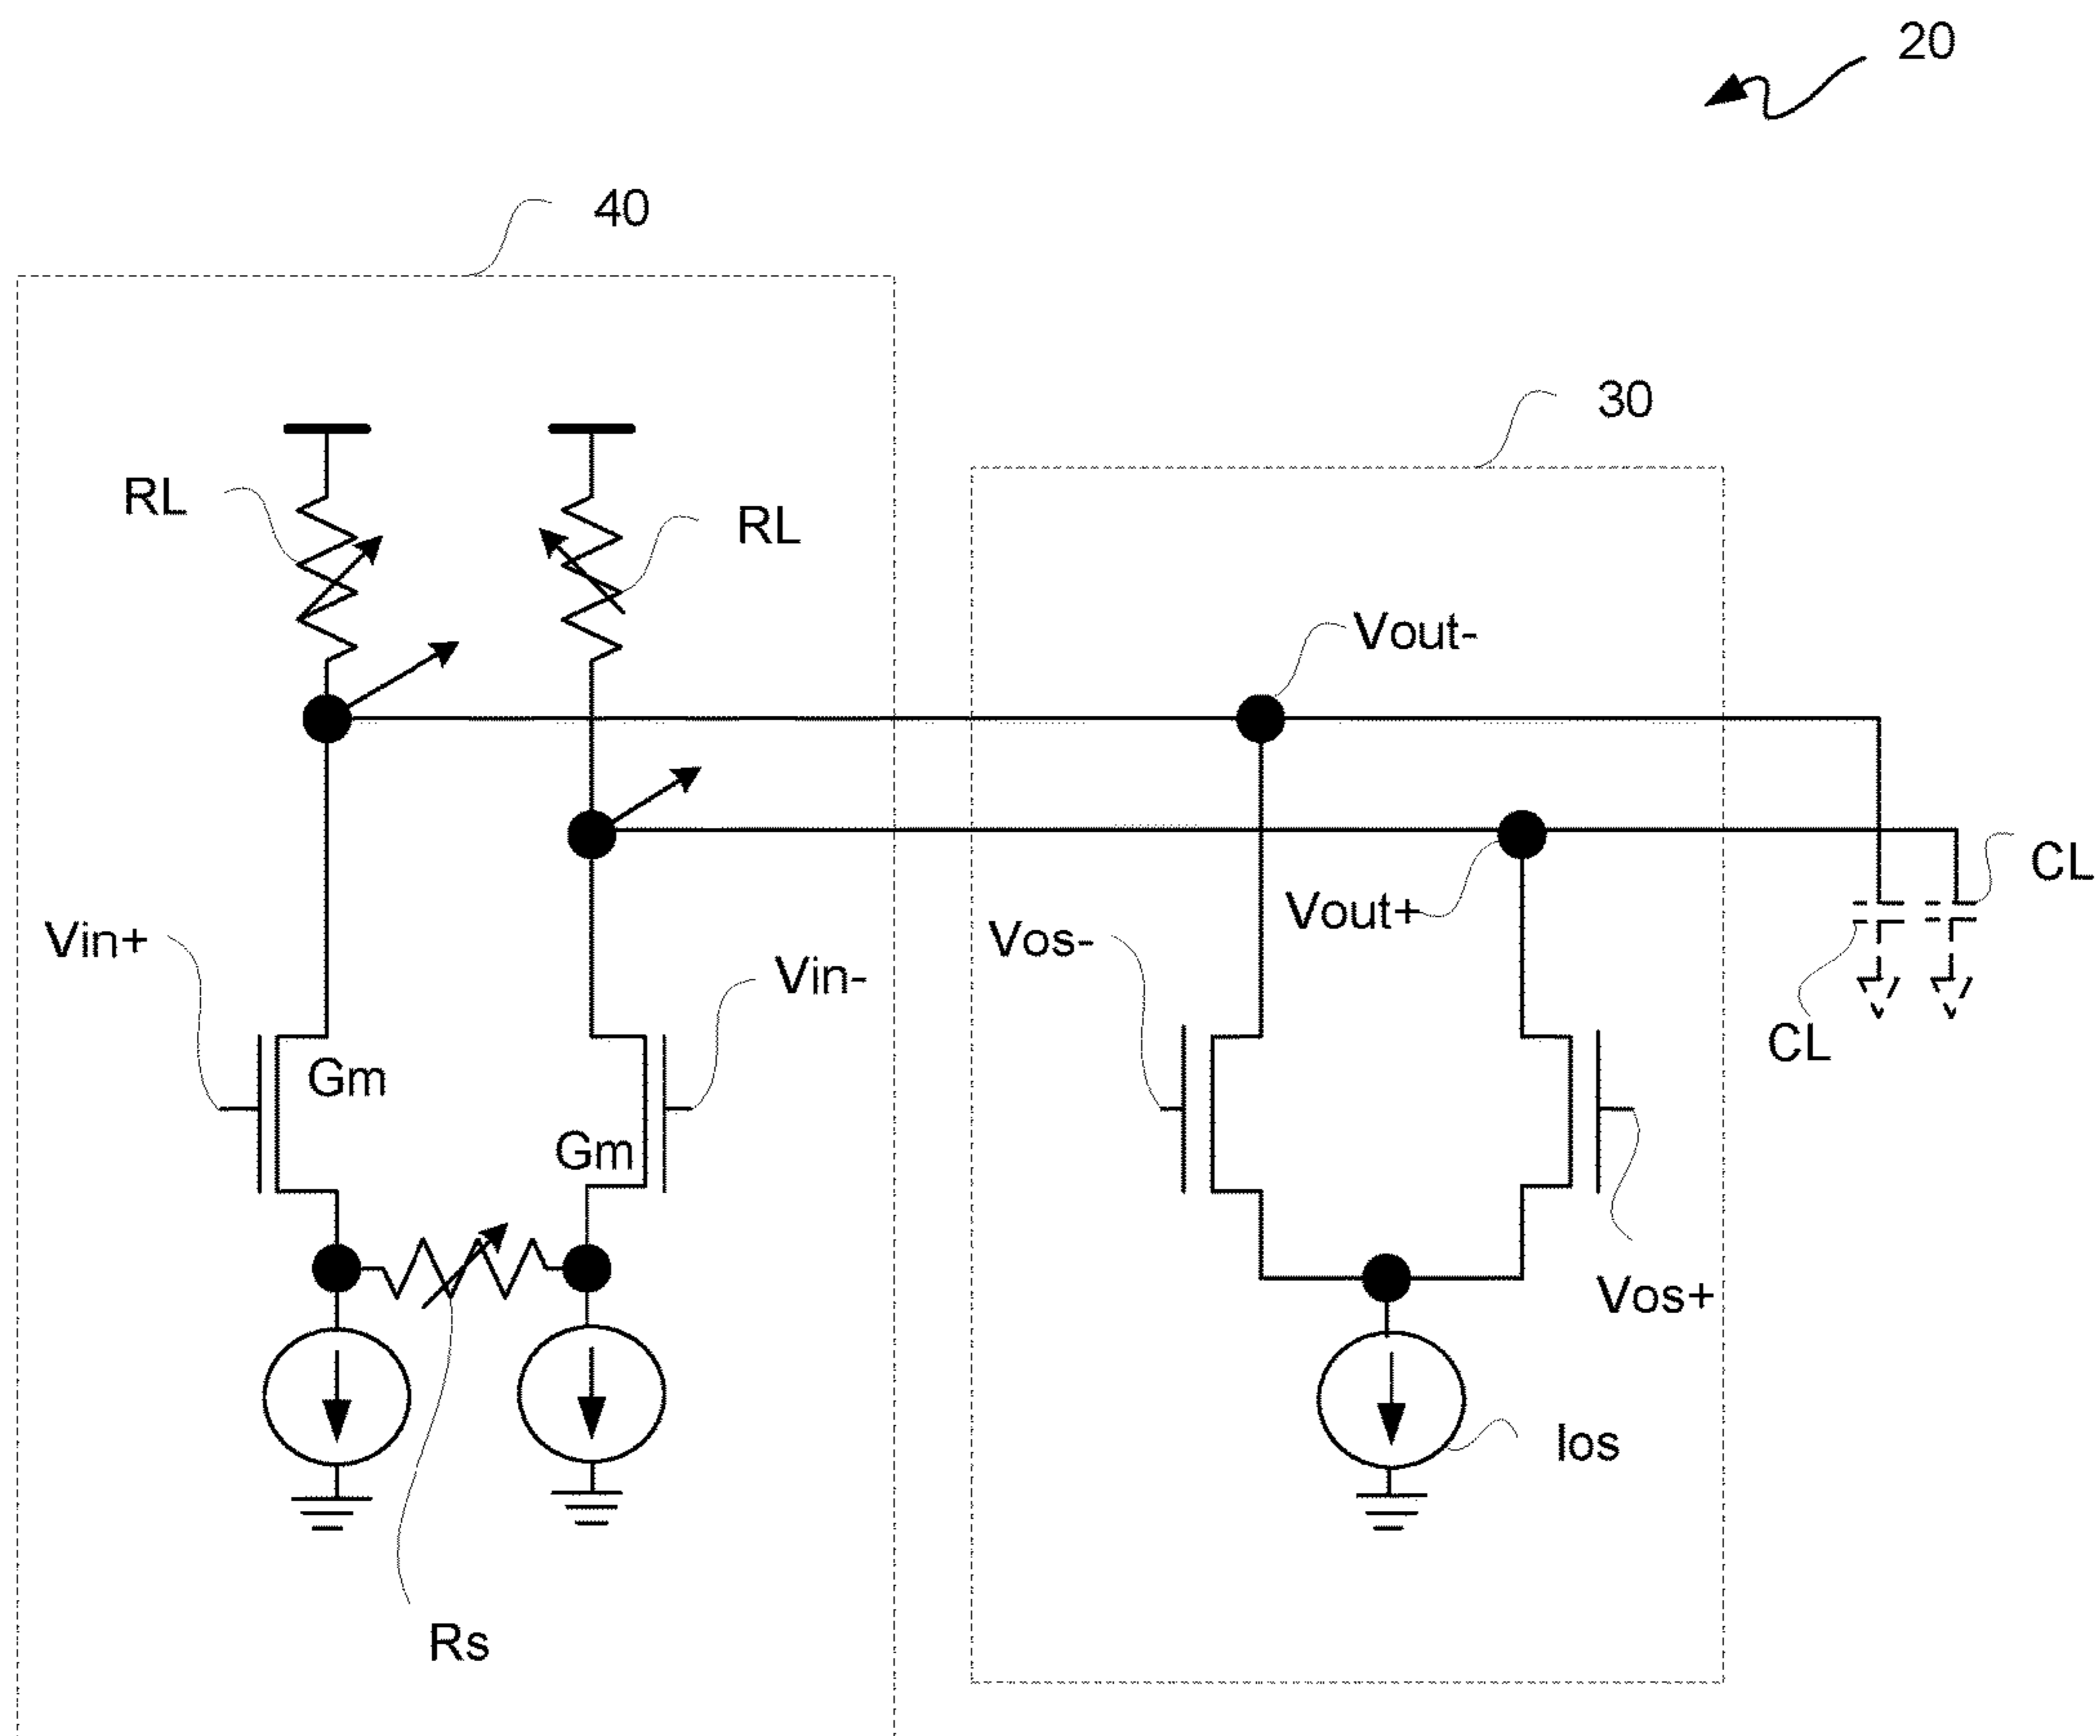 20
40
30
RL
RL
Vout-
CL
Vout+
Vos-
Vin+
Vin-
CL
Gm
Gm
Vos+
Ios
Rs